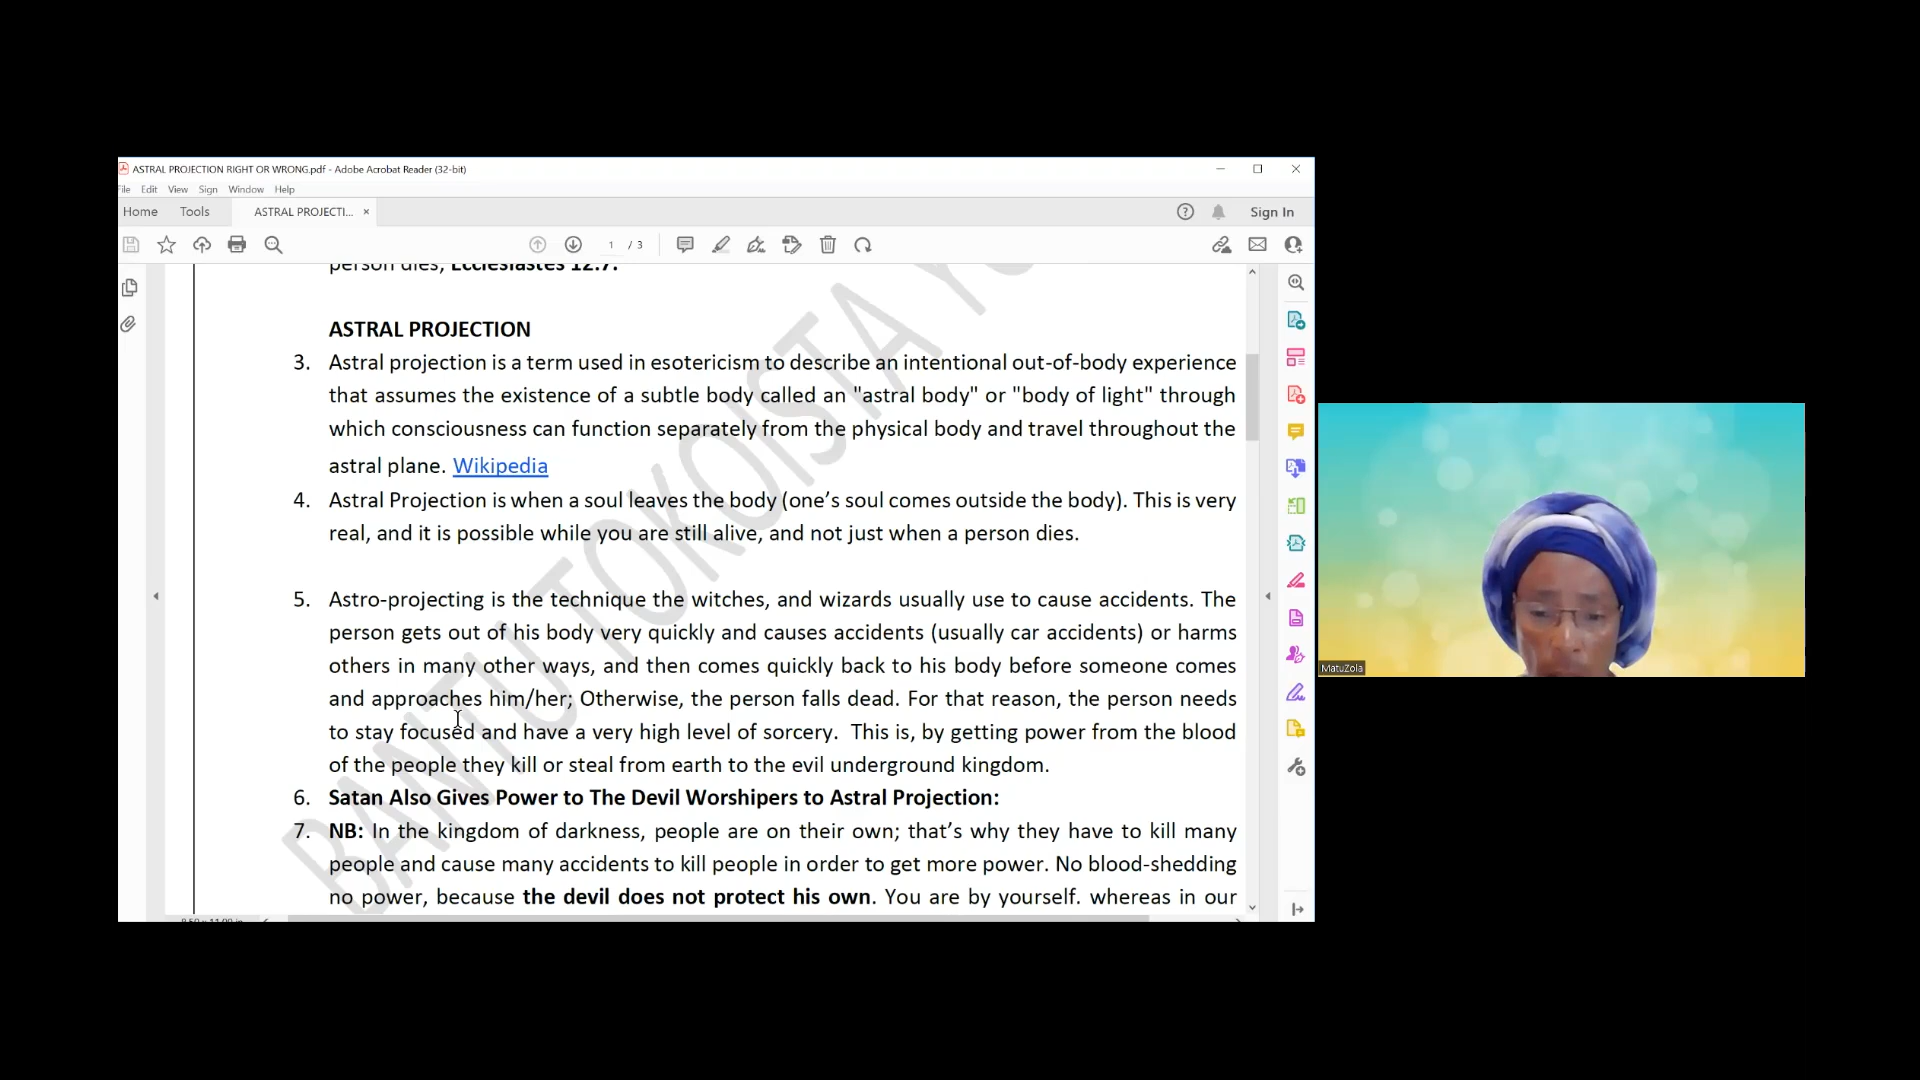 ASTRAL PROJECTION RIGHT OR WRONG.pdf - Adobe Acrobat Reader (32-bit)
File Edit View Sign Window Help
Home Tools ASTRAL PROJECTI... ×
Sign In
1 / 3
person dies, Ecclesiastes 12:7.
ASTRAL PROJECTION
3. Astral projection is a term used in esotericism to describe an intentional out-of-body experience
that assumes the existence of a subtle body called an "astral body" or "body of light" through
which consciousness can function separately from the physical body and travel throughout the
astral plane. Wikipedia
4. Astral Projection is when a soul leaves the body (one’s soul comes outside the body). This is very
real, and it is possible while you are still alive, and not just when a person dies.
5. Astro-projecting is the technique the witches, and wizards usually use to cause accidents. The
person gets out of his body very quickly and causes accidents (usually car accidents) or harms
others in many other ways, and then comes quickly back to his body before someone comes
and approaches him/her; Otherwise, the person falls dead. For that reason, the person needs
to stay focused and have a very high level of sorcery. This is, by getting power from the blood
of the people they kill or steal from earth to the evil underground kingdom.
6. Satan Also Gives Power to The Devil Worshipers to Astral Projection:
7. NB: In the kingdom of darkness, people are on their own; that’s why they have to kill many
people and cause many accidents to kill people in order to get more power. No blood-shedding
no power, because the devil does not protect his own. You are by yourself. whereas in our
8.50 x 11.00 in
BANTU TOKOISTA
MatuZola